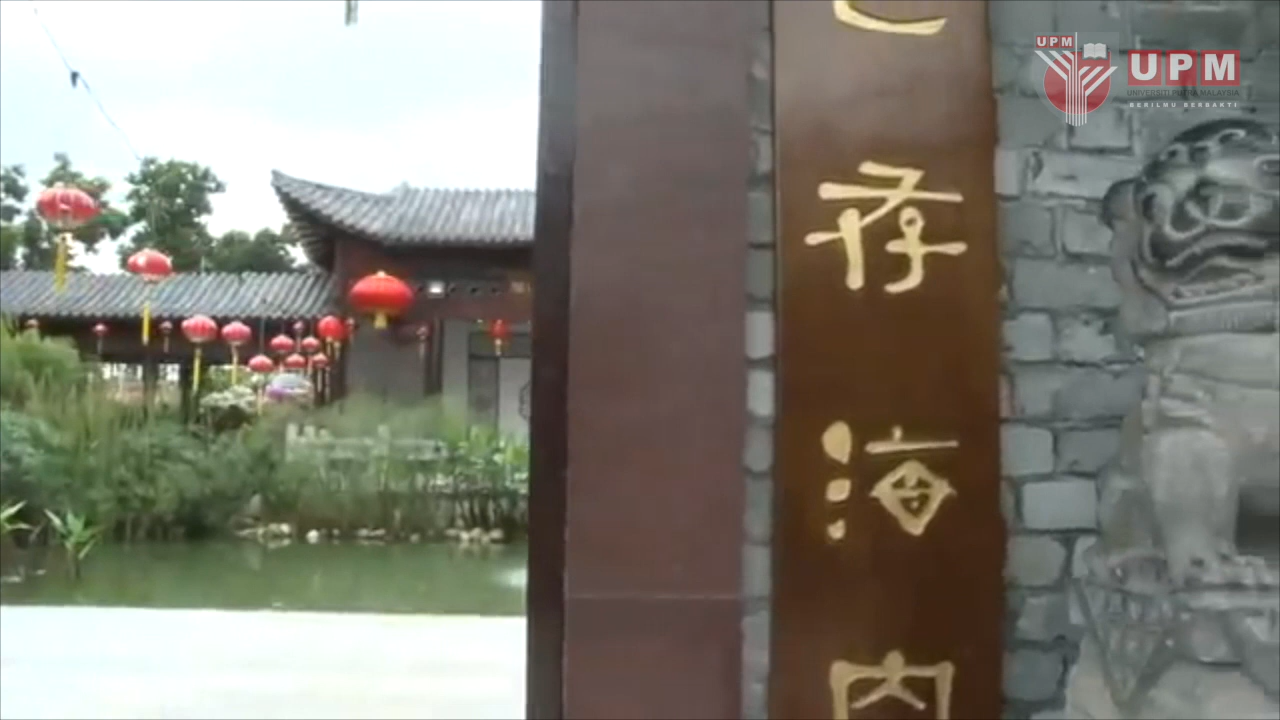 存海内
UPM
UPM
UNIVERSITI PUTRA MALAYSIA
BERILMU BERBAKTI